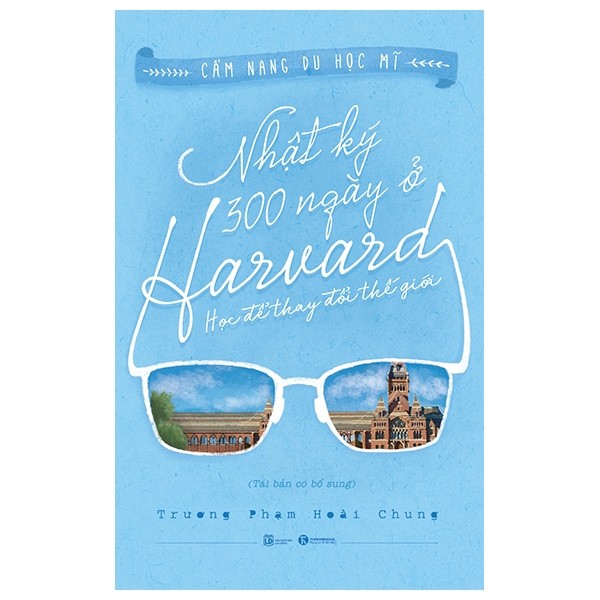 CẨM NANG DU HỌC MĨ
Nhật ký
300 ngày ở
Harvard
Học để thay đổi thế giới
(Tái bản có bổ sung)
Trương Phạm Hoài Chung